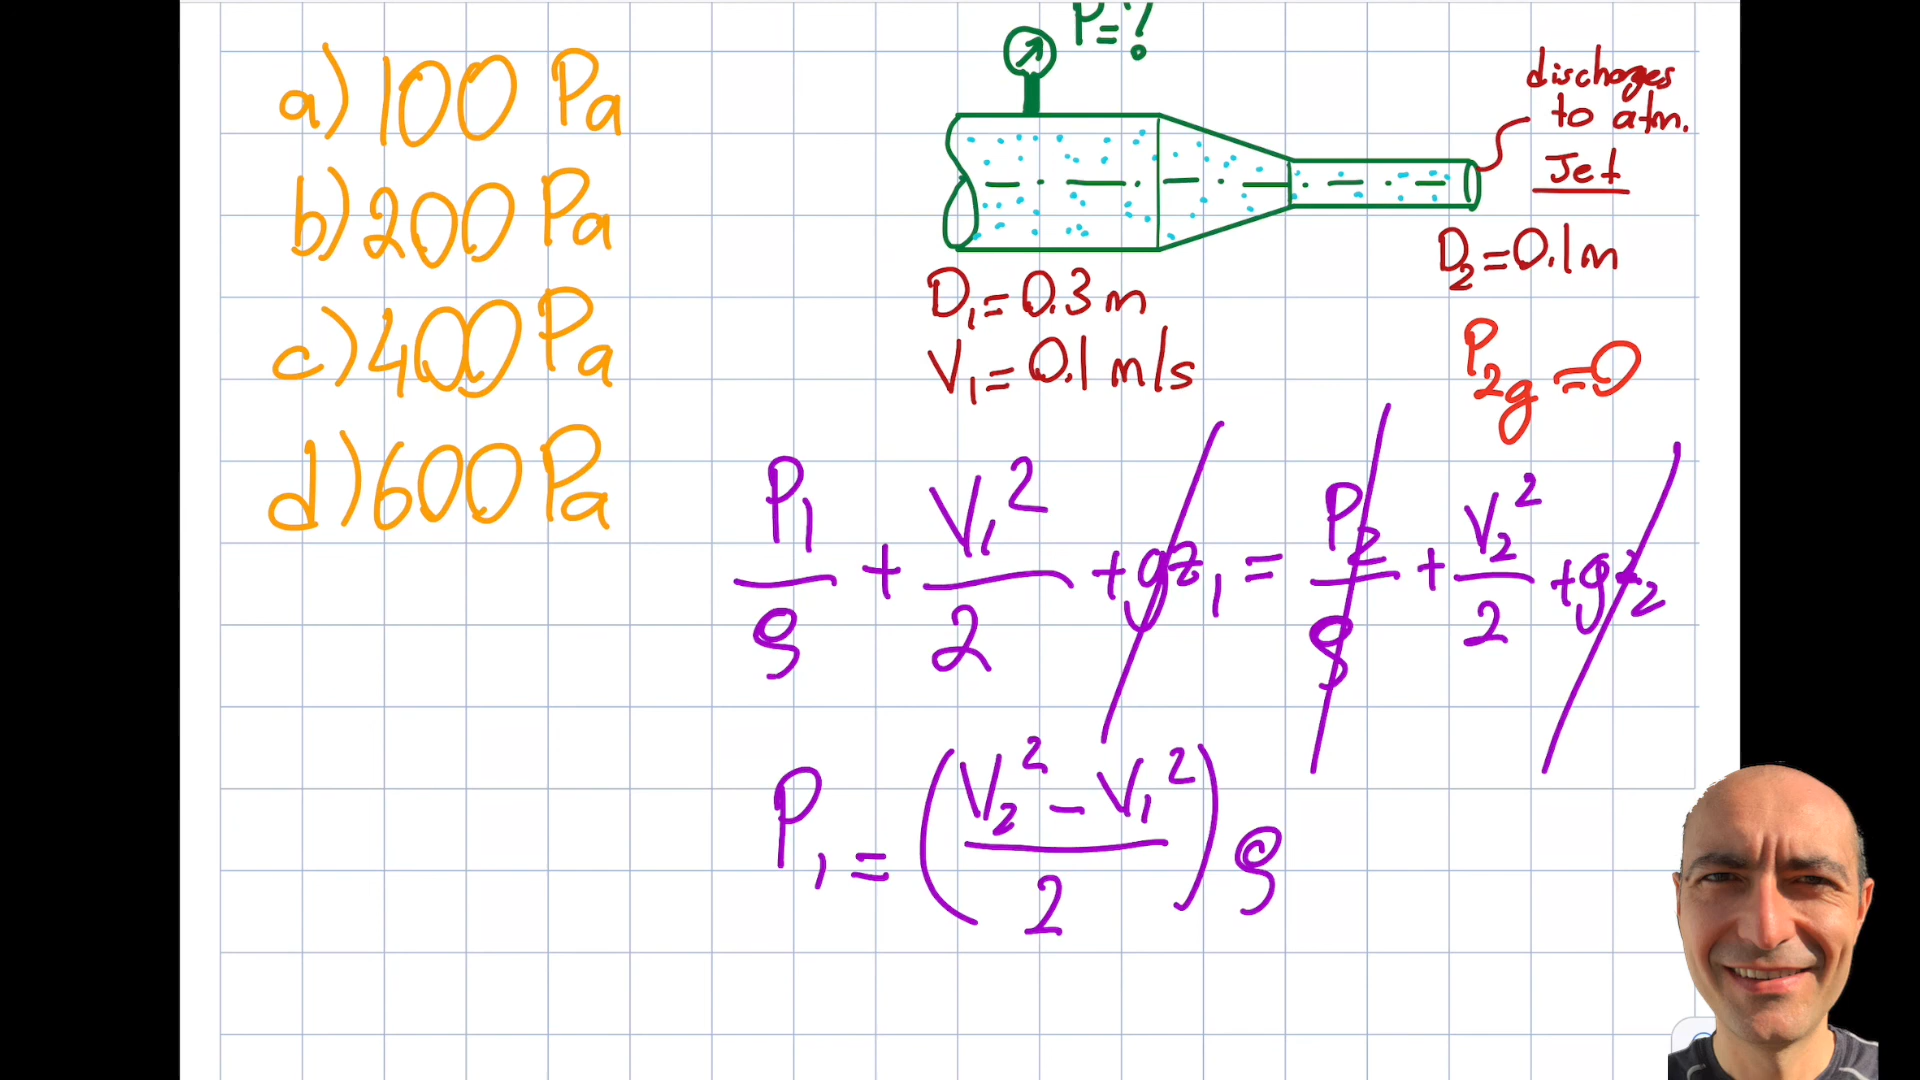 P=?
a) 100 Pa
b) 200 Pa
c) 400 Pa
d) 600 Pa
discharges
to atm.
Jet
D₁=0.3 m
V₁=0.1 m/s
D₂=0.1m
P₂g=0
P₁/ρ + V₁²/2 + gz₁ = P₂/ρ + V₂²/2 + gz₂
P₁ = (V₂² - V₁² / 2) ρ